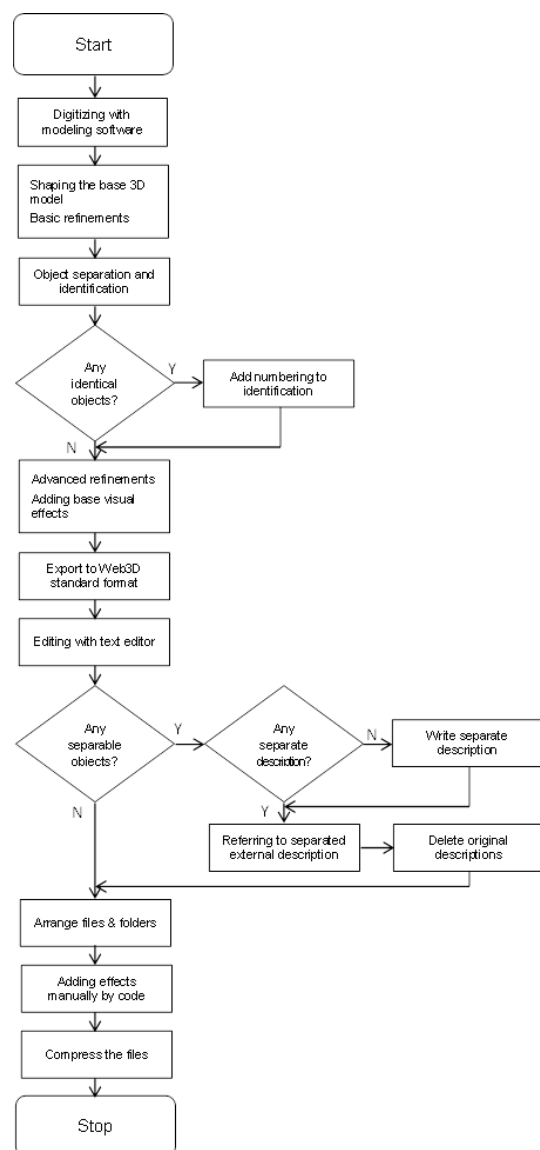 Start
Digitizing with
modeling software
Shaping the base 3D
model
Basic refinements
Object separation and
identification
Any
identical
objects?
Y
Add numbering to
identification
N
Advanced refinements
Adding base visual
effects
Export to Web3D
standard format
Editing with text editor
Any
separable
objects?
Y
Any
separate
description?
N
Write separate
description
N
Y
Referring to separated
external description
Delete original
descriptions
Arrange files & folders
Adding effects
manually by code
Compress the files
Stop